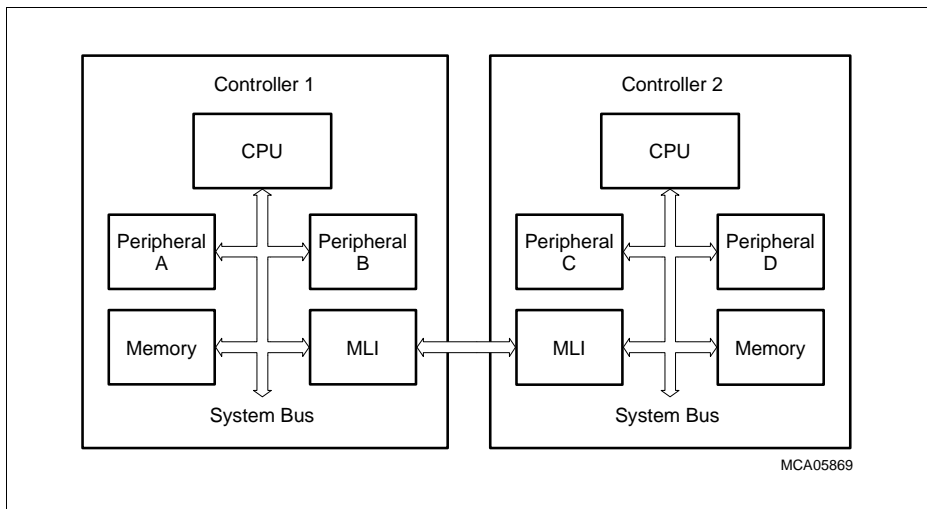 Controller 1
CPU
Peripheral
A
Peripheral
B
Memory
MLI
System Bus
Controller 2
CPU
Peripheral
C
Peripheral
D
MLI
Memory
System Bus
MCA05869